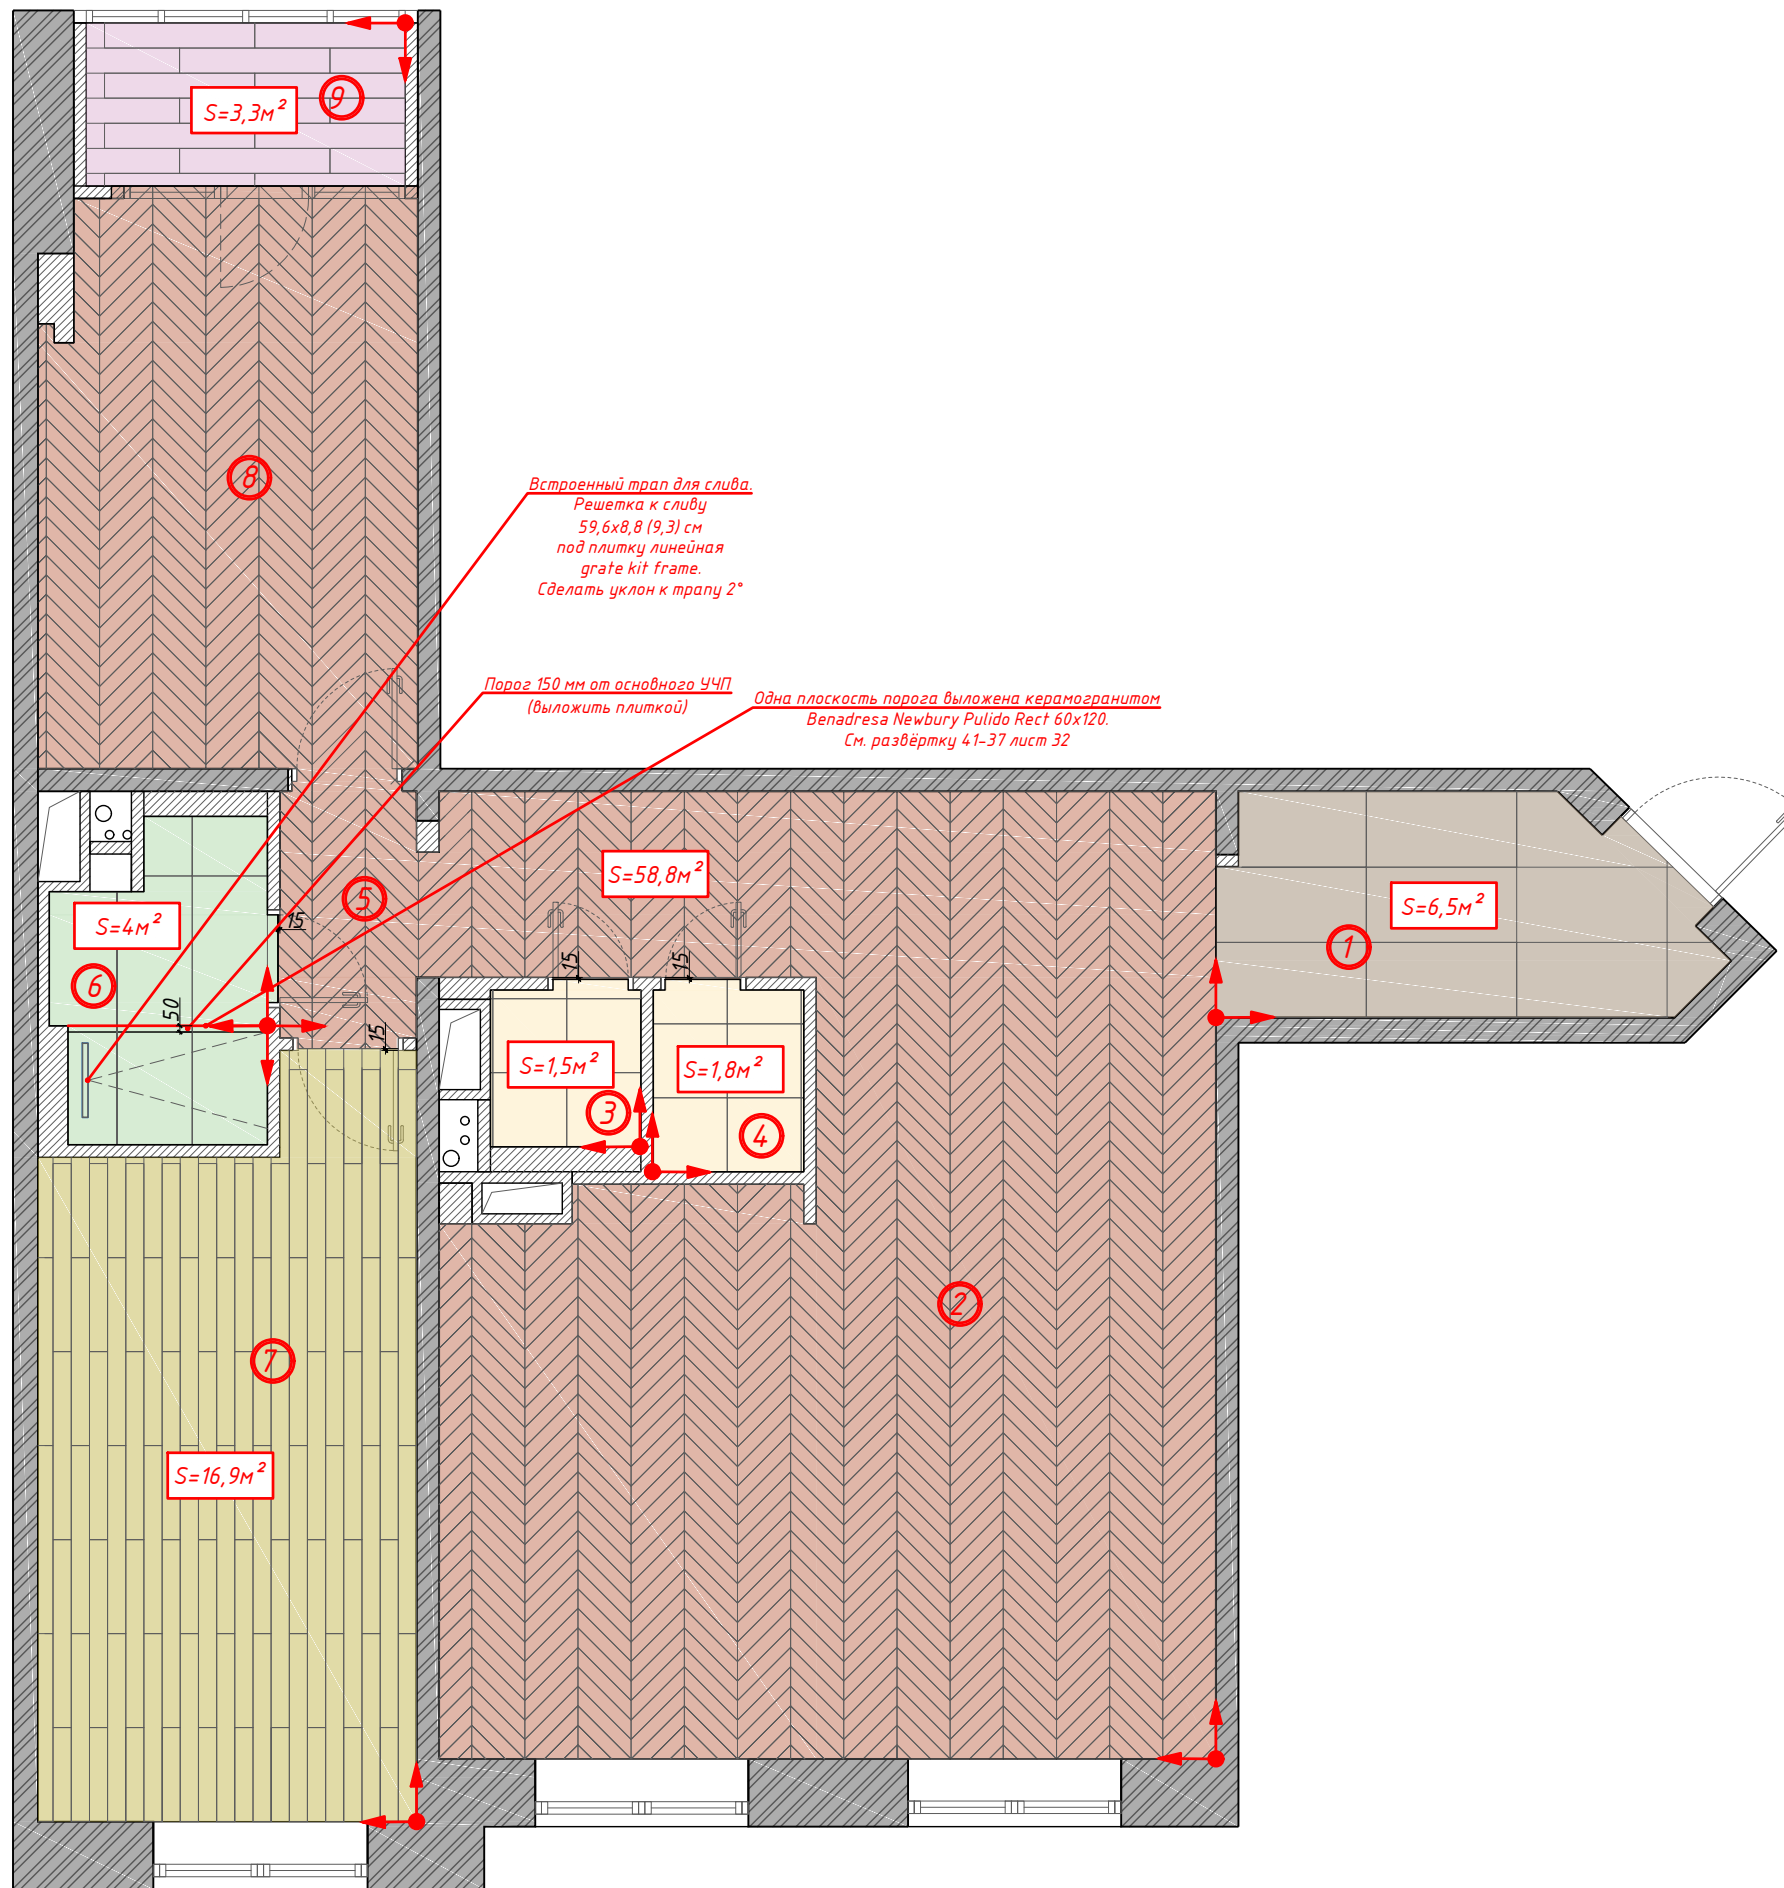 9
S=3,3м²
8
Встроенный трап для слива.
Решетка к сливу
59,6х8,8 (9,3) см
под плитку линейная
grate kit frame.
Сделать уклон к трапу 2°
Порог 150 мм от основного УЧП
(выложить плиткой)
Одна плоскость порога выложена керамогранитом
Benadresa Newbury Pulido Rect 60x120.
См. развёртку 41-37 лист 32
S=58,8м²
5
S=6,5м²
1
S=4м²
15
6
50
15
15
15
S=1,5м²
3
S=1,8м²
4
2
7
S=16,9м²